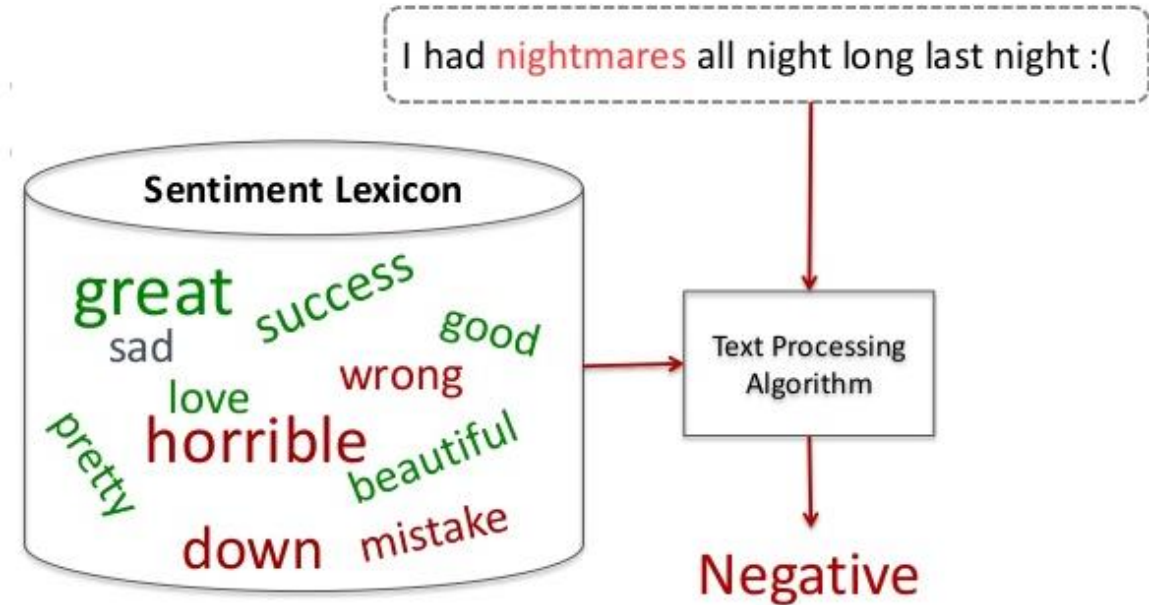 I had nightmares all night long last night :(
Sentiment Lexicon
great
success
good
sad
wrong
love
horrible
pretty
beautiful
down
mistake
Text Processing
Algorithm
Negative